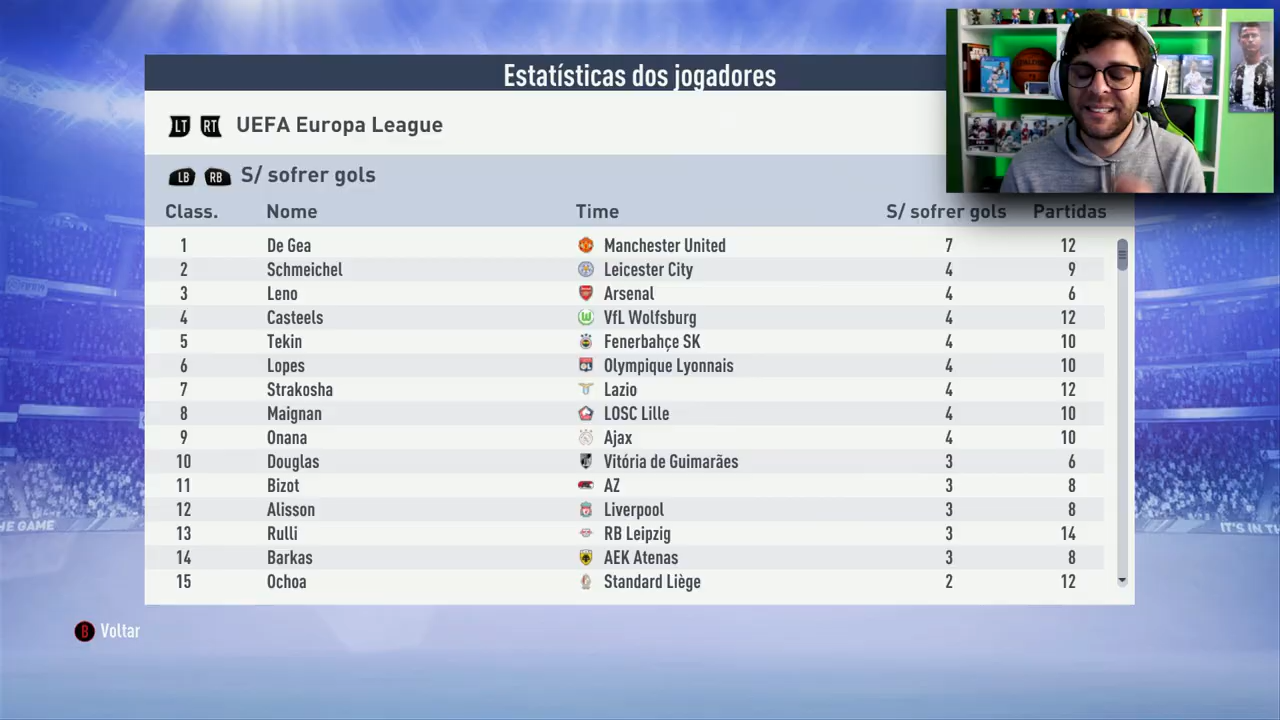 Estatísticas dos jogadores
LT RT UEFA Europa League
LB RB S/ sofrer gols
Class. Nome Time S/ sofrer gols Partidas
1 De Gea Manchester United 7 12
2 Schmeichel Leicester City 4 9
3 Leno Arsenal 4 6
4 Casteels VfL Wolfsburg 4 12
5 Tekin Fenerbahçe SK 4 10
6 Lopes Olympique Lyonnais 4 10
7 Strakosha Lazio 4 12
8 Maignan LOSC Lille 4 10
9 Onana Ajax 4 10
10 Douglas Vitória de Guimarães 3 6
11 Bizot AZ 3 8
12 Alisson Liverpool 3 8
13 Rulli RB Leipzig 3 14
14 Barkas AEK Atenas 3 8
15 Ochoa Standard Liège 2 12
HE GAME
IT'S IN TH
B Voltar